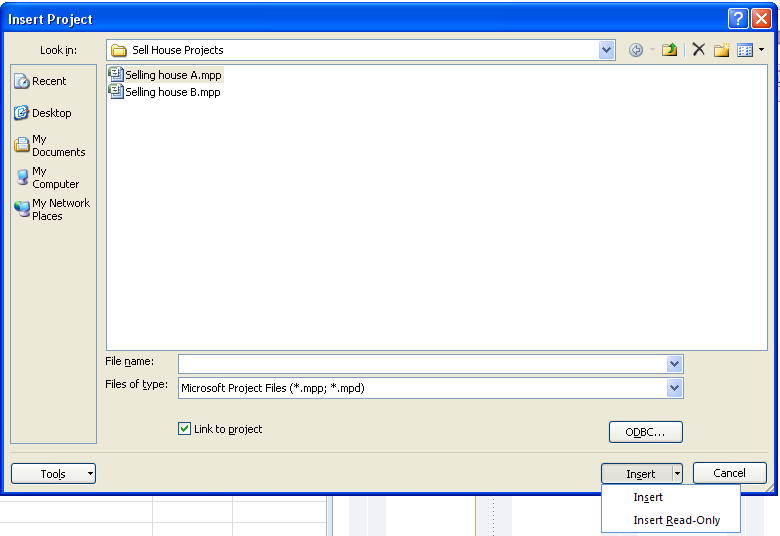 Insert Project
Look in:
Sell House Projects
Recent
Desktop
My
Documents
My
Computer
My Network
Places
Selling house A.mpp
Selling house B.mpp
File name:
Files of type:
Microsoft Project Files (*.mpp; *.mpd)
Link to project
ODBC...
Tools
Insert
Cancel
Insert
Insert Read-Only